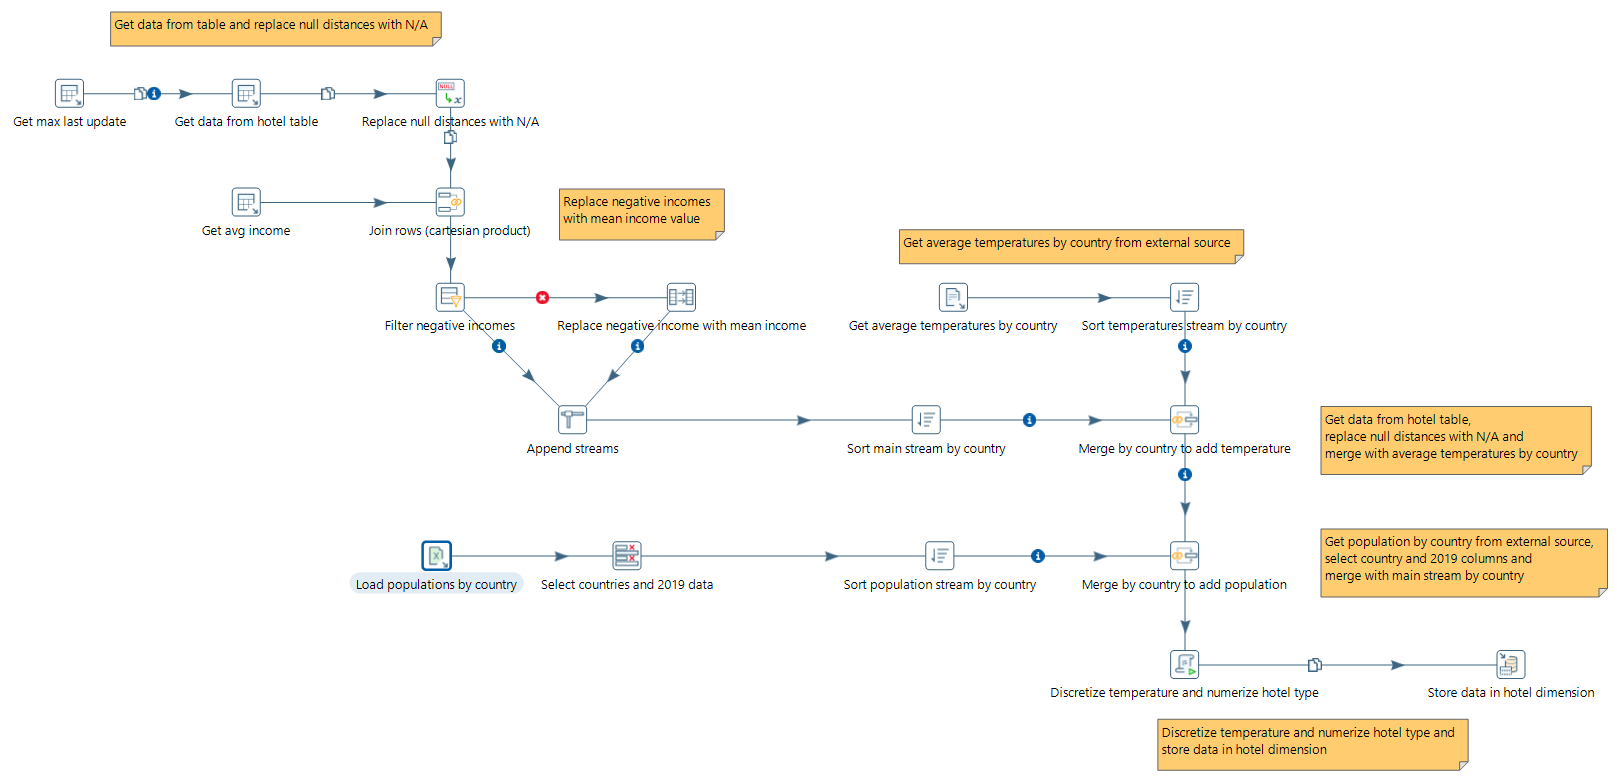 Get data from table and replace null distances with N/A
NULL
x
Get max last update
Get data from hotel table
Replace null distances with N/A
Get avg income
Join rows (cartesian product)
Replace negative incomes
with mean income value
Get average temperatures by country from external source
Filter negative incomes
Replace negative income with mean income
Get average temperatures by country
Sort temperatures stream by country
Append streams
Sort main stream by country
Merge by country to add temperature
Get data from hotel table,
replace null distances with N/A and
merge with average temperatures by country
Load populations by country
Select countries and 2019 data
Sort population stream by country
Merge by country to add population
Get population by country from external source,
select country and 2019 columns and
merge with main stream by country
Discretize temperature and numerize hotel type
Store data in hotel dimension
Discretize temperature and numerize hotel type and
store data in hotel dimension